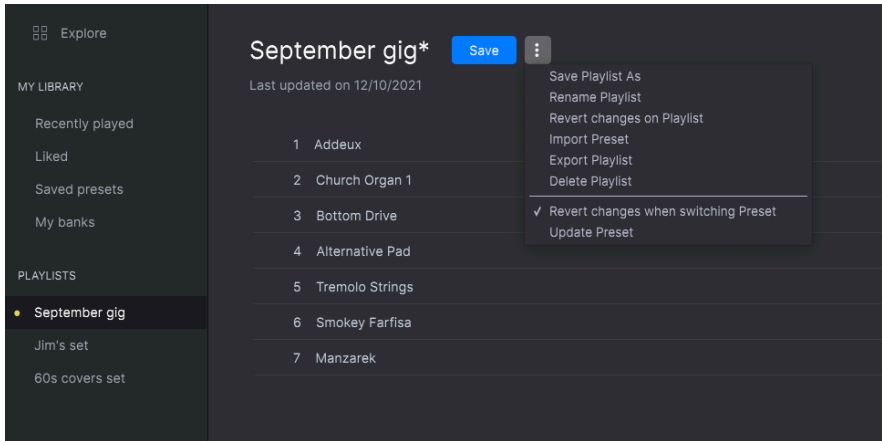 Explore
MY LIBRARY
Recently played
Liked
Saved presets
My banks
PLAYLISTS
September gig
Jim's set
60s covers set
September gig* Save
Last updated on 12/10/2021
1 Addeux
2 Church Organ 1
3 Bottom Drive
4 Alternative Pad
5 Tremolo Strings
6 Smokey Farfisa
7 Manzarek
Save Playlist As
Rename Playlist
Revert changes on Playlist
Import Preset
Export Playlist
Delete Playlist
✓ Revert changes when switching Preset
Update Preset